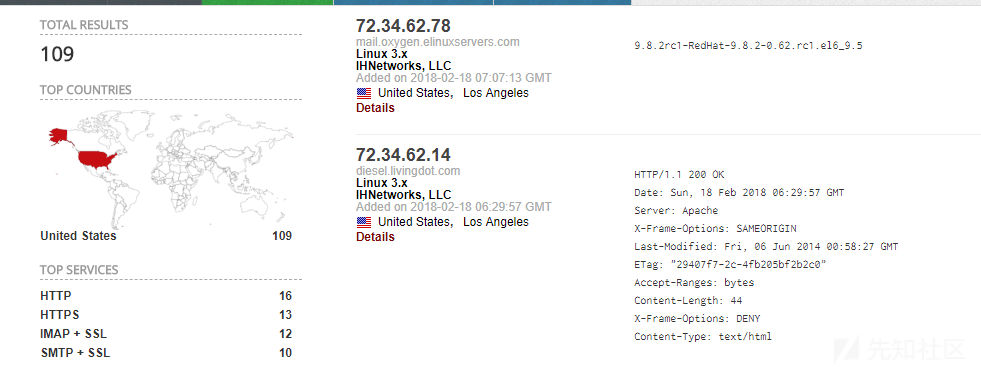 TOTAL RESULTS
109
TOP COUNTRIES
United States 109
TOP SERVICES
HTTP 16
HTTPS 13
IMAP + SSL 12
SMTP + SSL 10
72.34.62.78
mail.oxygen.elinuxservers.com
Linux 3.x
IHNetworks, LLC
Added on 2018-02-18 07:07:13 GMT
United States, Los Angeles
Details
9.8.2rc1-RedHat-9.8.2-0.62.rc1.el6_9.5
72.34.62.14
diesel.livingdot.com
Linux 3.x
IHNetworks, LLC
Added on 2018-02-18 06:29:57 GMT
United States, Los Angeles
Details
HTTP/1.1 200 OK
Date: Sun, 18 Feb 2018 06:29:57 GMT
Server: Apache
X-Frame-Options: SAMEORIGIN
Last-Modified: Fri, 06 Jun 2014 00:58:27 GMT
ETag: "29407f7-2c-4fb205bf2b2c0"
Accept-Ranges: bytes
Content-Length: 44
X-Frame-Options: DENY
Content-Type: text/html
先知社区